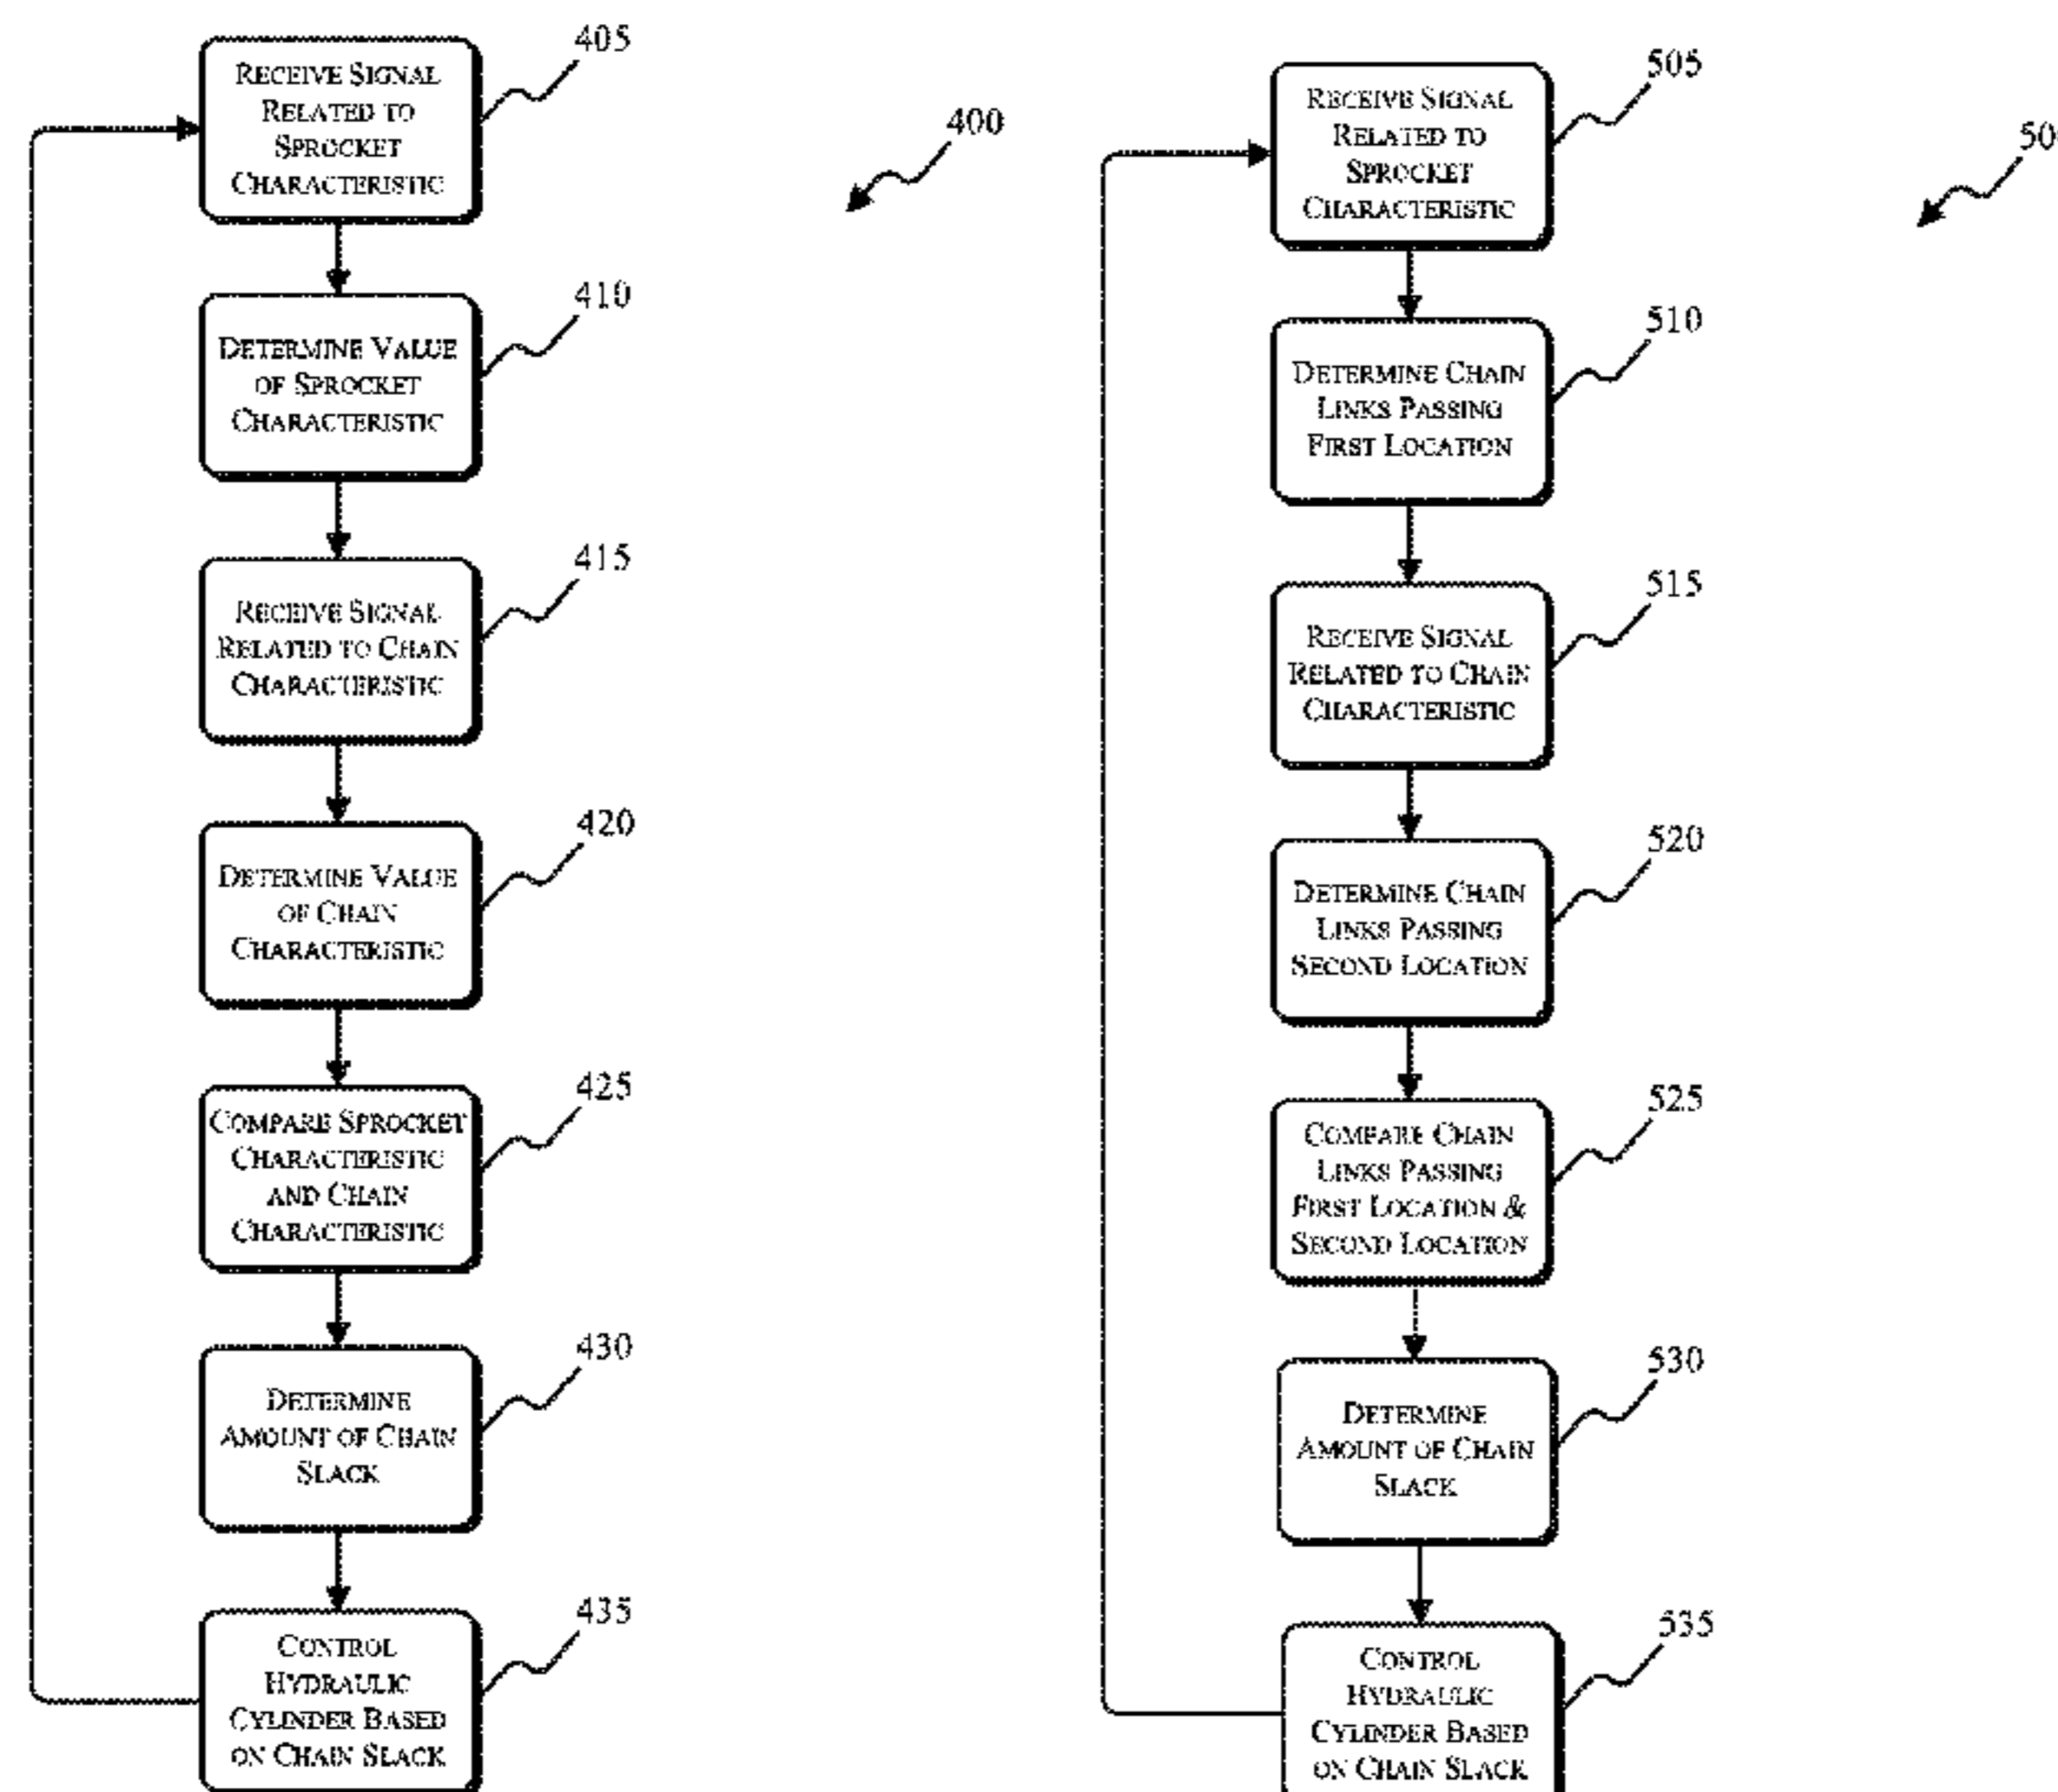 405
RECEIVE SIGNAL
RELATED TO
SPROCKET
CHARACTERISTIC
400
410
DETERMINE VALUE
OF SPROCKET
CHARACTERISTIC
415
RECEIVE SIGNAL
RELATED TO CHAIN
CHARACTERISTIC
420
DETERMINE VALUE
OF CHAIN
CHARACTERISTIC
425
COMPARE SPROCKET
CHARACTERISTIC
AND CHAIN
CHARACTERISTIC
430
DETERMINE
AMOUNT OF CHAIN
SLACK
435
CONTROL
HYDRAULIC
CYLINDER BASED
ON CHAIN SLACK
505
RECEIVE SIGNAL
RELATED TO
SPROCKET
CHARACTERISTIC
50
510
DETERMINE CHAIN
LINKS PASSING
FIRST LOCATION
515
RECEIVE SIGNAL
RELATED TO CHAIN
CHARACTERISTIC
520
DETERMINE CHAIN
LINKS PASSING
SECOND LOCATION
525
COMPARE CHAIN
LINKS PASSING
FIRST LOCATION &
SECOND LOCATION
530
DETERMINE
AMOUNT OF CHAIN
SLACK
535
CONTROL
HYDRAULIC
CYLINDER BASED
ON CHAIN SLACK